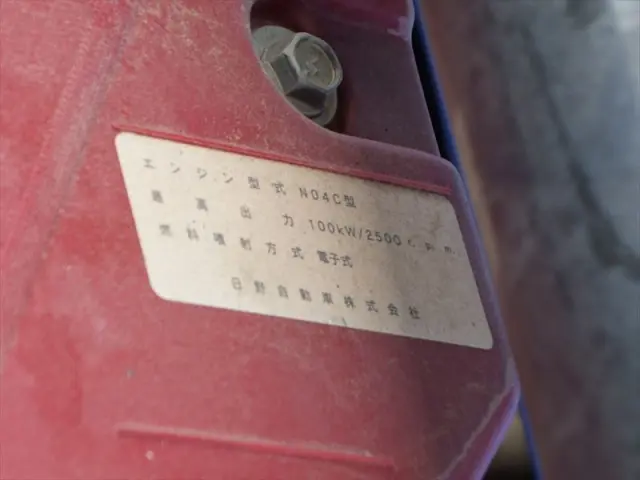 エンジン型式 N04C型
最高出力 100kW/2500r.p.m.
燃料噴射方式 電子式
日野自動車株式会社